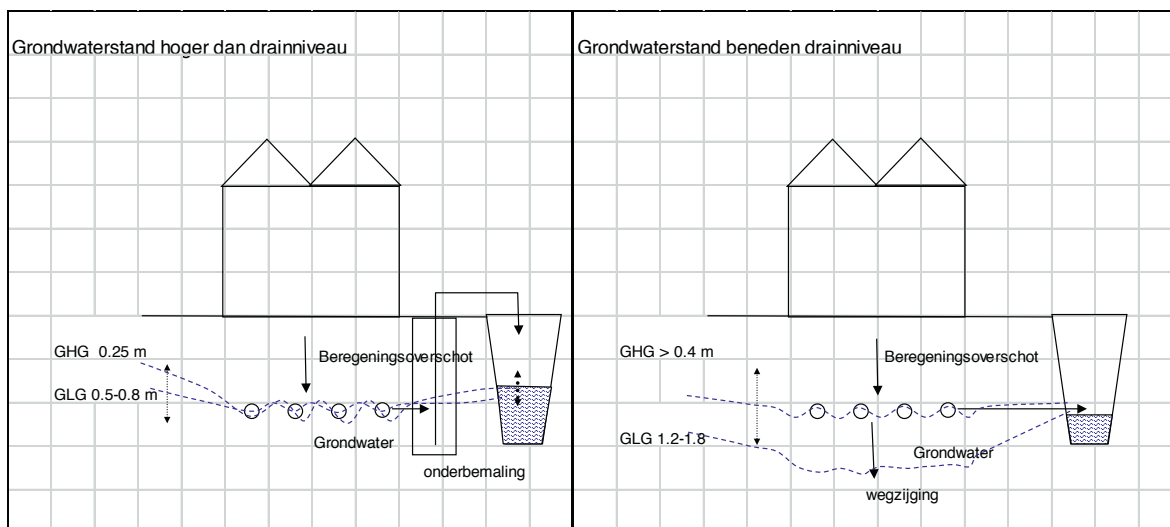 Grondwaterstand hoger dan drainniveau
GHG 0.25 m
GLG 0.5-0.8 m
Beregeningsoverschot
Grondwater
onderbemaling
Grondwaterstand beneden drainniveau
GHG > 0.4 m
GLG 1.2-1.8
Beregeningsoverschot
Grondwater
wegzijging